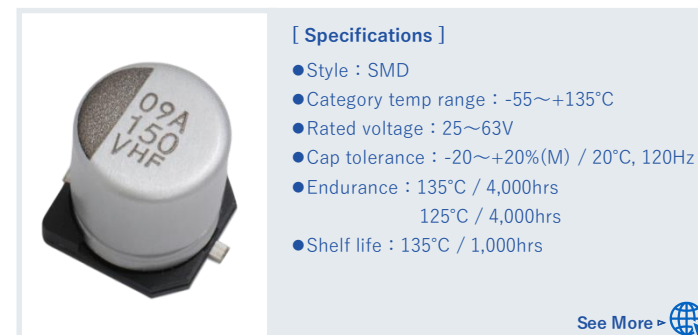 09A
150
VHF
[ Specifications ]
●Style：SMD
●Category temp range：-55～+135°C
●Rated voltage：25～63V
●Cap tolerance：-20～+20%(M) / 20°C, 120Hz
●Endurance：135°C / 4,000hrs
125°C / 4,000hrs
●Shelf life：135°C / 1,000hrs
See More ▻